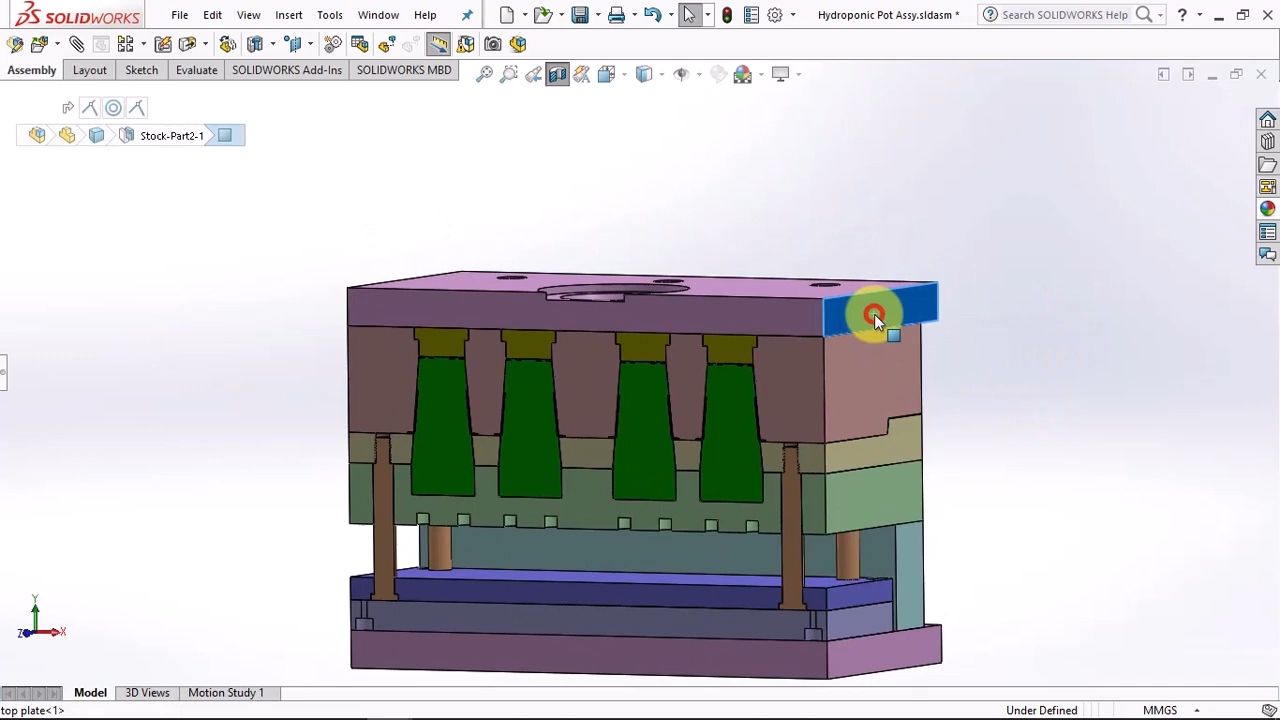 SOLIDWORKS File Edit View Insert Tools Window Help Hydroponic Pot Assy.sldasm * Search SOLIDWORKS Help ?
Assembly Layout Sketch Evaluate SOLIDWORKS Add-Ins SOLIDWORKS MBD
Stock-Part2-1
Y
Z X
Model 3D Views Motion Study 1
top plate<1> Under Defined MMGS